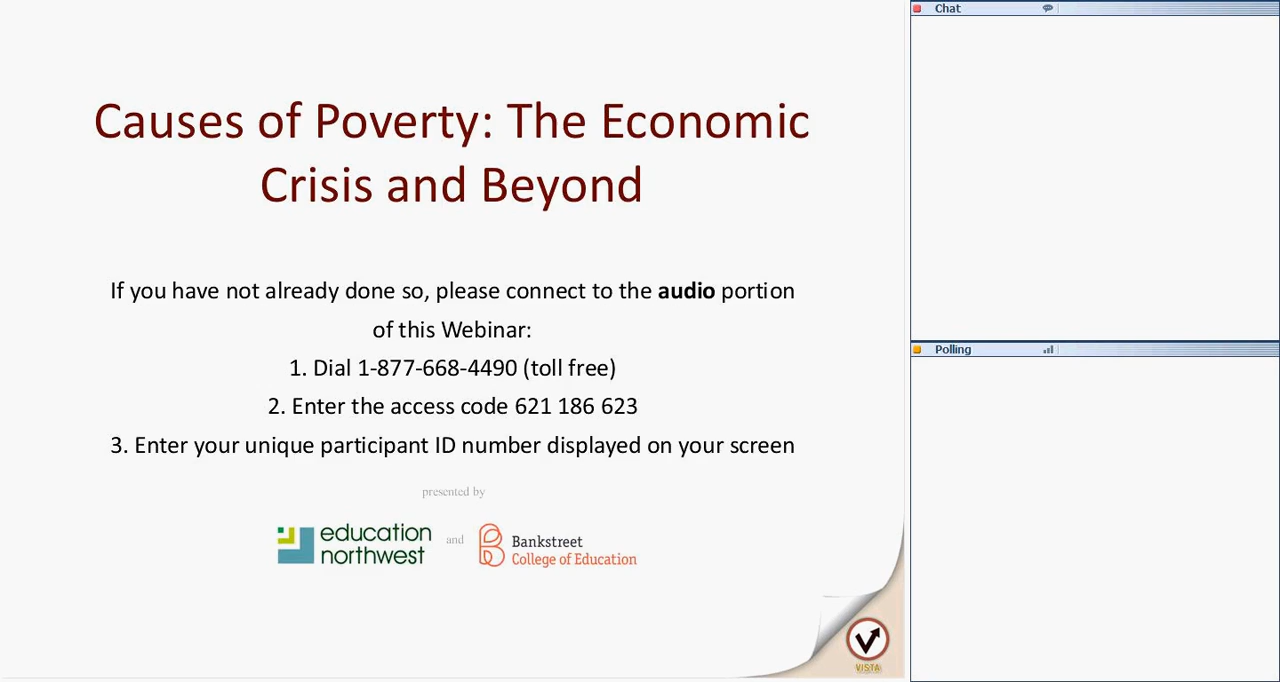 Causes of Poverty: The Economic
Crisis and Beyond
If you have not already done so, please connect to the audio portion
of this Webinar:
1. Dial 1-877-668-4490 (toll free)
2. Enter the access code 621 186 623
3. Enter your unique participant ID number displayed on your screen
presented by
education
northwest
and
Bankstreet
College of Education
VISTA
Chat
Polling